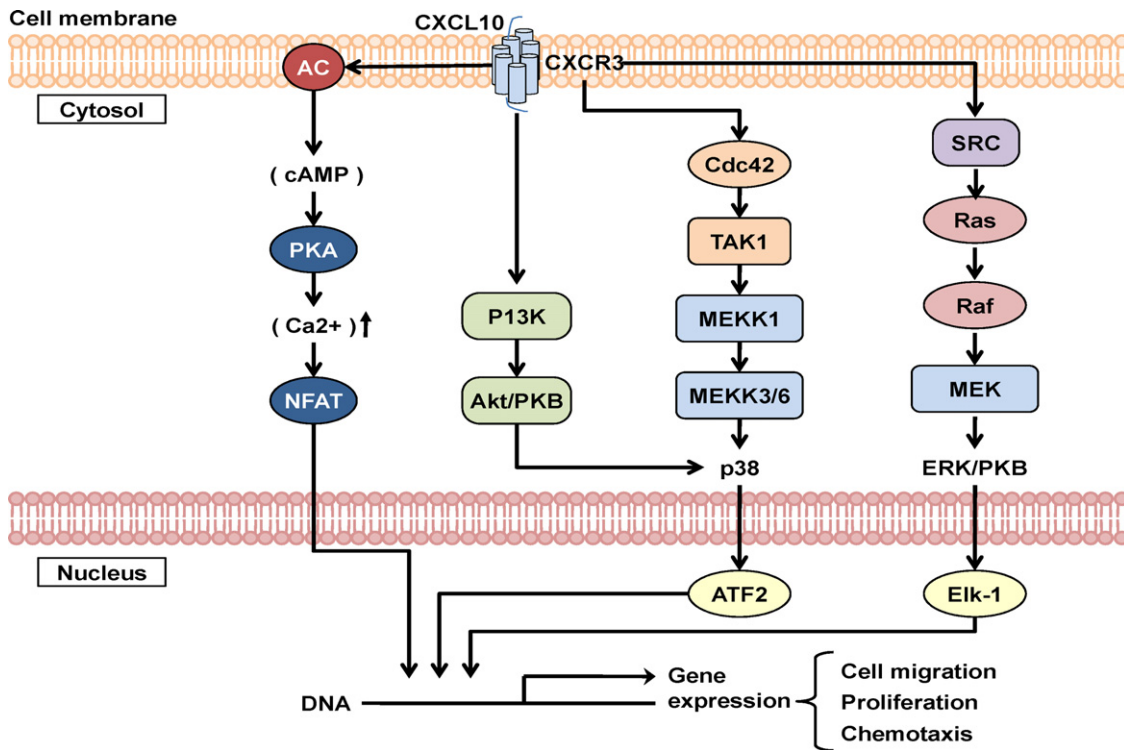 Cell membrane
CXCL10
AC
CXCR3
Cytosol
SRC
Cdc42
( cAMP )
Ras
TAK1
PKA
Raf
P13K
MEKK1
( Ca2+ )
NFAT
Akt/PKB
MEKK3/6
MEK
p38
ERK/PKB
Nucleus
ATF2
Elk-1
DNA
Gene
expression
Cell migration
Proliferation
Chemotaxis